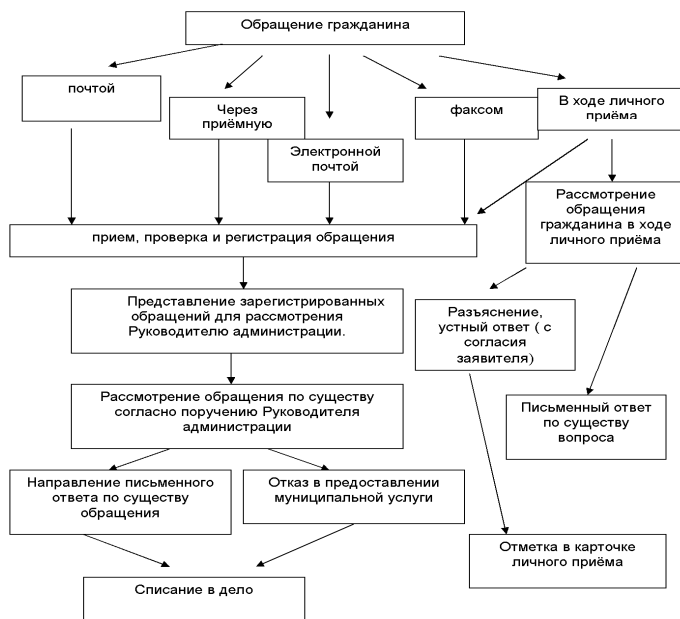 Обращение гражданина
почтой
Через
приёмную
Электронной
почтой
факсом
В ходе личного
приёма
прием, проверка и регистрация обращения
Рассмотрение
обращения
гражданина в ходе
личного приёма
Представление зарегистрированных
обращений для рассмотрения
Руководителю администрации.
Разъяснение,
устный ответ ( с
согласия
заявителя)
Рассмотрение обращения по существу
согласно поручению Руководителя
администрации
Письменный ответ
по существу
вопроса
Направление письменного
ответа по существу
обращения
Отказ в предоставлении
муниципальной услуги
Отметка в карточке
личного приёма
Списание в дело